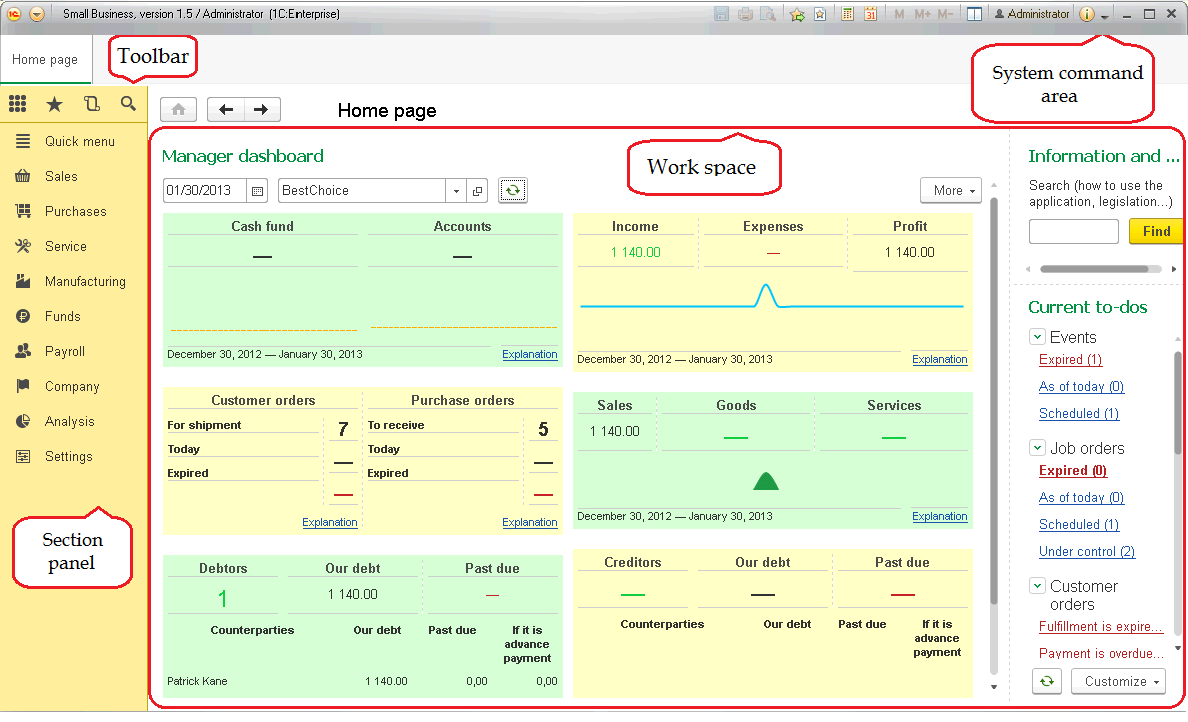 Small Business, version 1.5 / Administrator (1C:Enterprise)
M M+ M- Administrator
Home page
Toolbar
System command
area
Home page
Quick menu
Sales
Purchases
Service
Manufacturing
Funds
Payroll
Company
Analysis
Settings
Section
panel
Work space
Manager dashboard
01/30/2013 BestChoice More
Cash fund Accounts
— —
December 30, 2012 — January 30, 2013 Explanation
Income Expenses Profit
1 140.00 — 1 140.00
December 30, 2012 — January 30, 2013 Explanation
Customer orders Purchase orders
For shipment 7 To receive 5
Today — Today —
Expired — Expired —
Explanation Explanation
Sales Goods Services
1 140.00 — —
December 30, 2012 — January 30, 2013 Explanation
Debtors Our debt Past due
1 1 140.00 —
Counterparties Our debt Past due If it is
advance
payment
Patrick Kane 1 140.00 0,00 0,00
Creditors Our debt Past due
— — —
Counterparties Our debt Past due If it is
advance
payment
Information and ...
Search (how to use the
application, legislation...)
Find
Current to-dos
Events
Expired (1)
As of today (0)
Scheduled (1)
Job orders
Expired (0)
As of today (0)
Scheduled (1)
Under control (2)
Customer
orders
Fulfillment is expire...
Payment is overdue...
Customize